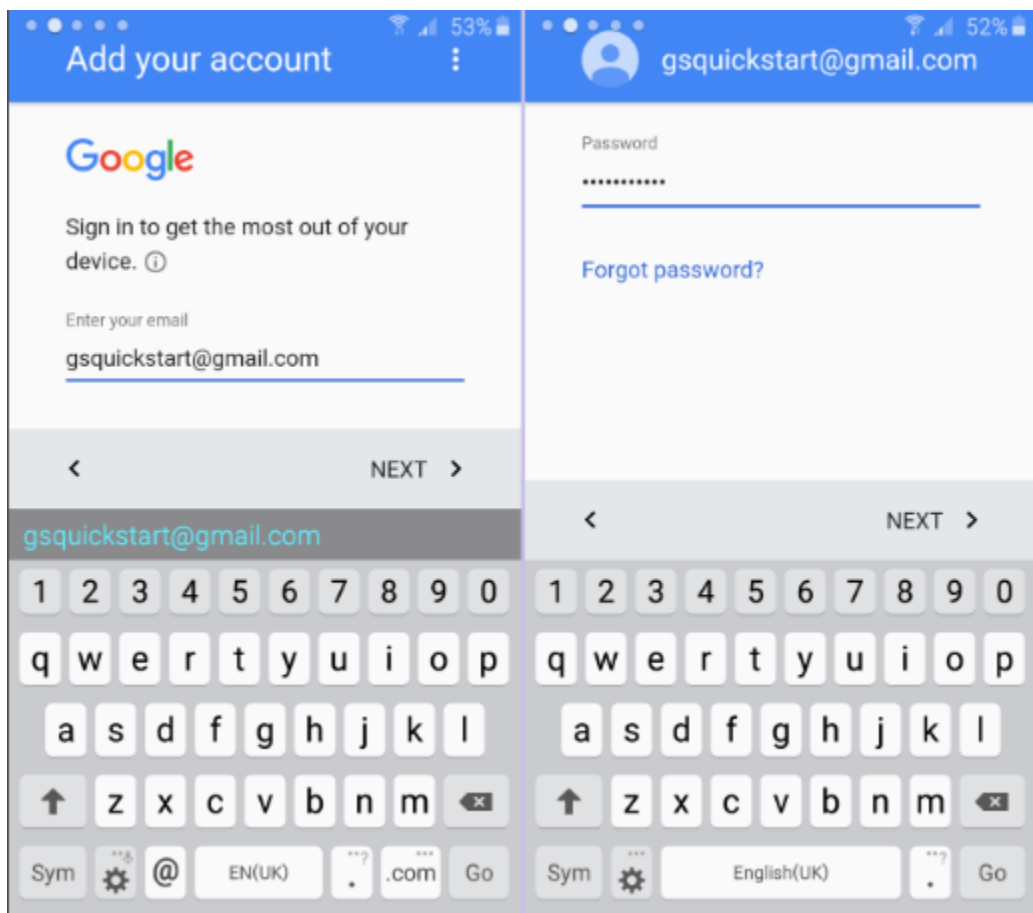 53%
Add your account
Google
Sign in to get the most out of your
device.
Enter your email
gsquickstart@gmail.com
NEXT
gsquickstart@gmail.com
1 2 3 4 5 6 7 8 9 0
q w e r t y u i o p
a s d f g h j k l
z x c v b n m
Sym @ EN(UK) . .com Go
52%
gsquickstart@gmail.com
Password
•••••••••••
Forgot password?
NEXT
1 2 3 4 5 6 7 8 9 0
q w e r t y u i o p
a s d f g h j k l
z x c v b n m
Sym English(UK) . Go